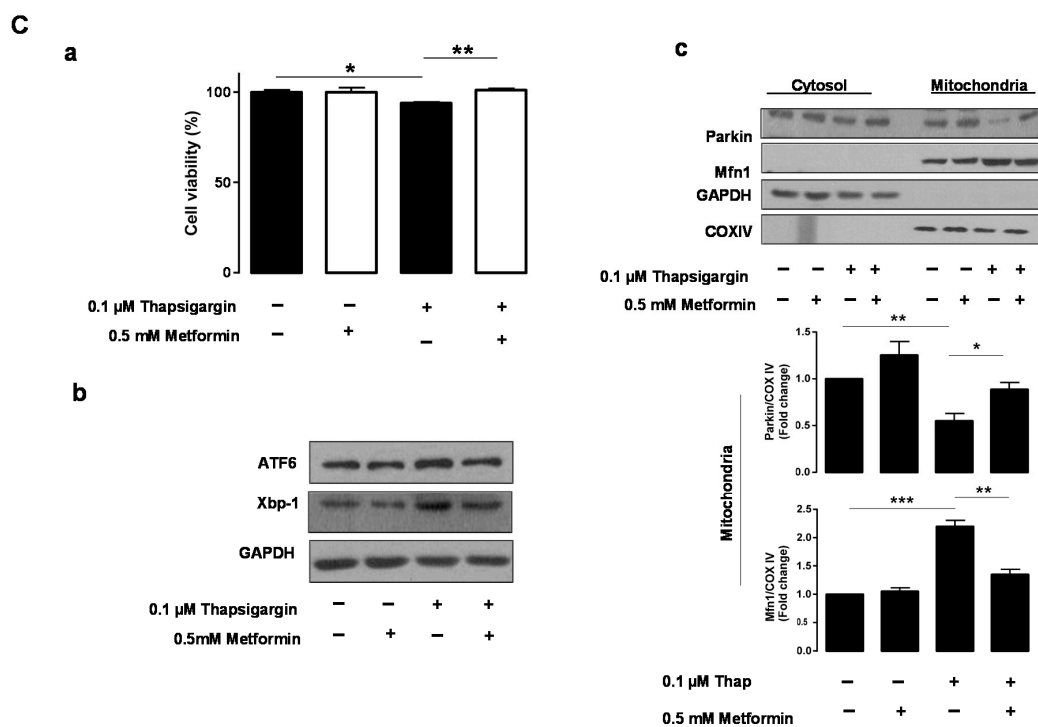 C
a
*
**
Cell viability (%)
100
50
0
0.1 µM Thapsigargin – – + +
0.5 mM Metformin – + – +
b
ATF6
Xbp-1
GAPDH
0.1 µM Thapsigargin – – + +
0.5mM Metformin – + – +
c
Cytosol Mitochondria
Parkin
Mfn1
GAPDH
COXIV
0.1 µM Thapsigargin – – + + – – + +
0.5 mM Metformin – + – + – + – +
Mitochondria
Parkin/COX IV
(Fold change)
1.5
1.0
0.5
0.0
**
*
Mfn1/COX IV
(Fold change)
2.5
2.0
1.5
1.0
0.5
0.0
***
**
0.1 µM Thap – – + +
0.5 mM Metformin – + – +